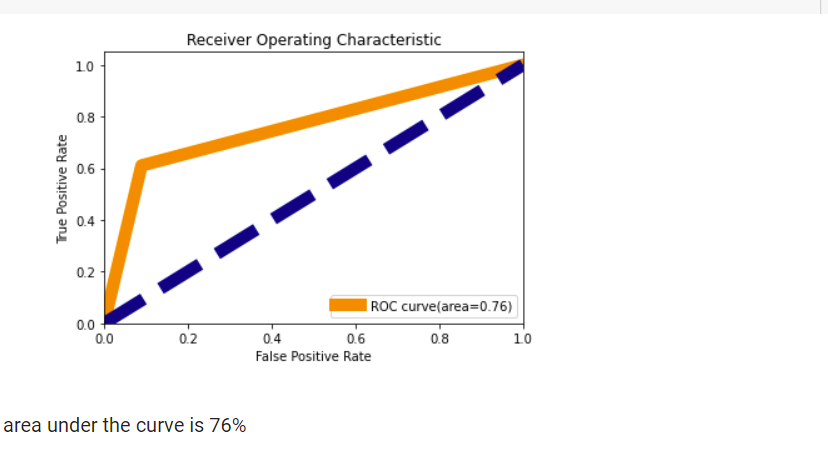 Receiver Operating Characteristic
1.0
0.8
0.6
0.4
0.2
0.0
True Positive Rate
ROC curve(area=0.76)
0.0 0.2 0.4 0.6 0.8 1.0
False Positive Rate
area under the curve is 76%